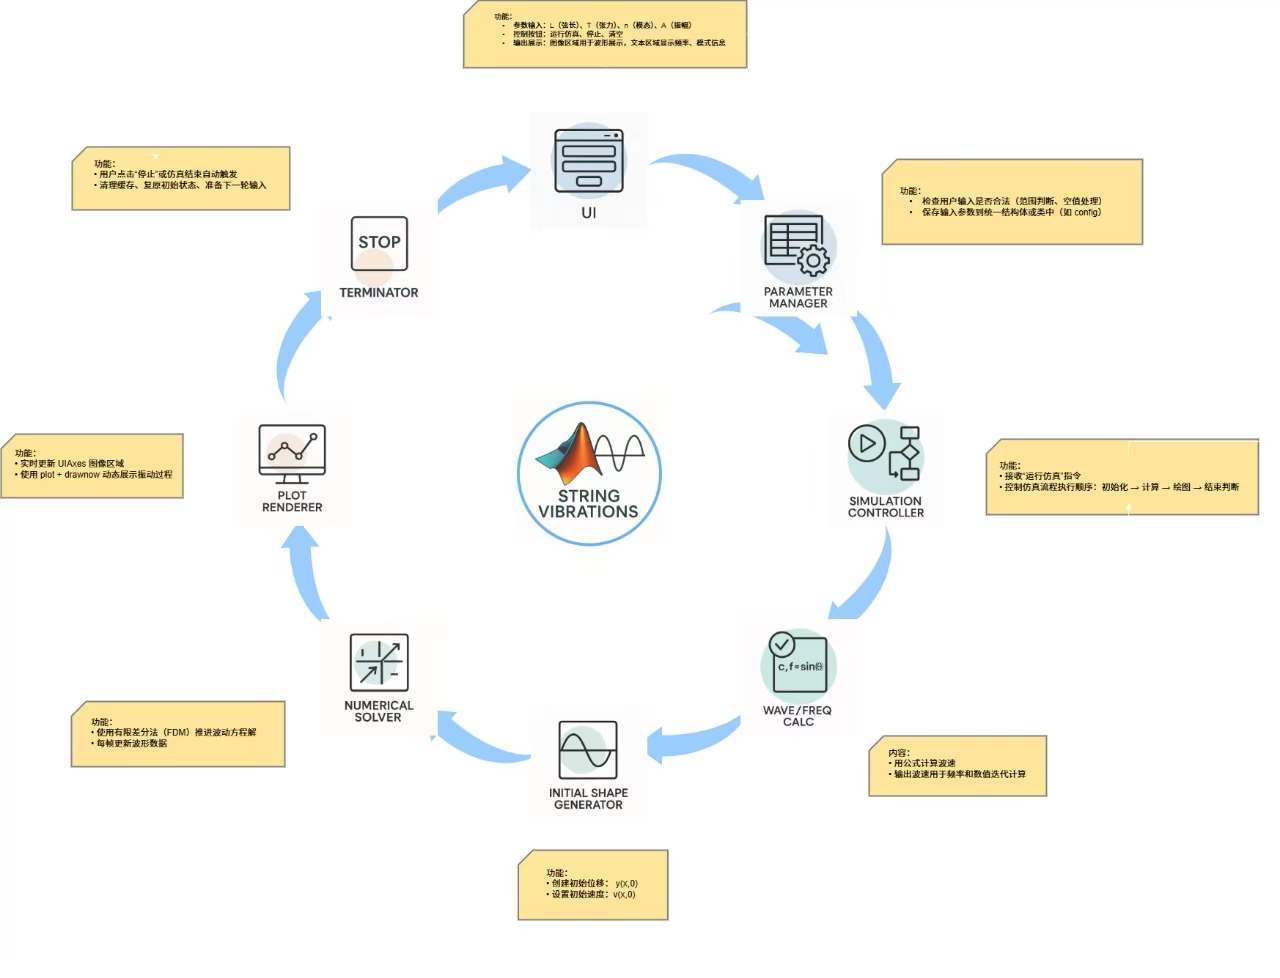 功能：
• 参数输入：L（弦长）、T（张力）、n（模态）、A（振幅）
• 控制按钮：运行仿真、停止、清空
• 输出展示：图像区域用于波形展示，文本区域显示频率、模式信息
UI
功能：
• 用户点击“停止”或仿真结束自动触发
• 清理缓存、复原初始状态、准备下一轮输入
STOP
TERMINATOR
功能：
• 检查用户输入是否合法（范围判断、空值处理）
• 保存输入参数到统一结构体或类中（如 config）
PARAMETER
MANAGER
功能：
• 实时更新 UIAxes 图像区域
• 使用 plot + drawnow 动态展示振动过程
PLOT
RENDERER
STRING
VIBRATIONS
SIMULATION
CONTROLLER
功能：
• 接收“运行仿真”指令
• 控制仿真流程执行顺序：初始化 → 计算 → 绘图 → 结束判断
NUMERICAL
SOLVER
功能：
• 使用有限差分法（FDM）推进波动方程解
• 每帧更新波形数据
INITIAL SHAPE
GENERATOR
c,f=sin
WAVE/FREQ
CALC
内容：
• 用公式计算波速
• 输出波速用于频率和数值迭代计算
功能：
• 创建初始位移： y(x,0)
• 设置初始速度：v(x,0)